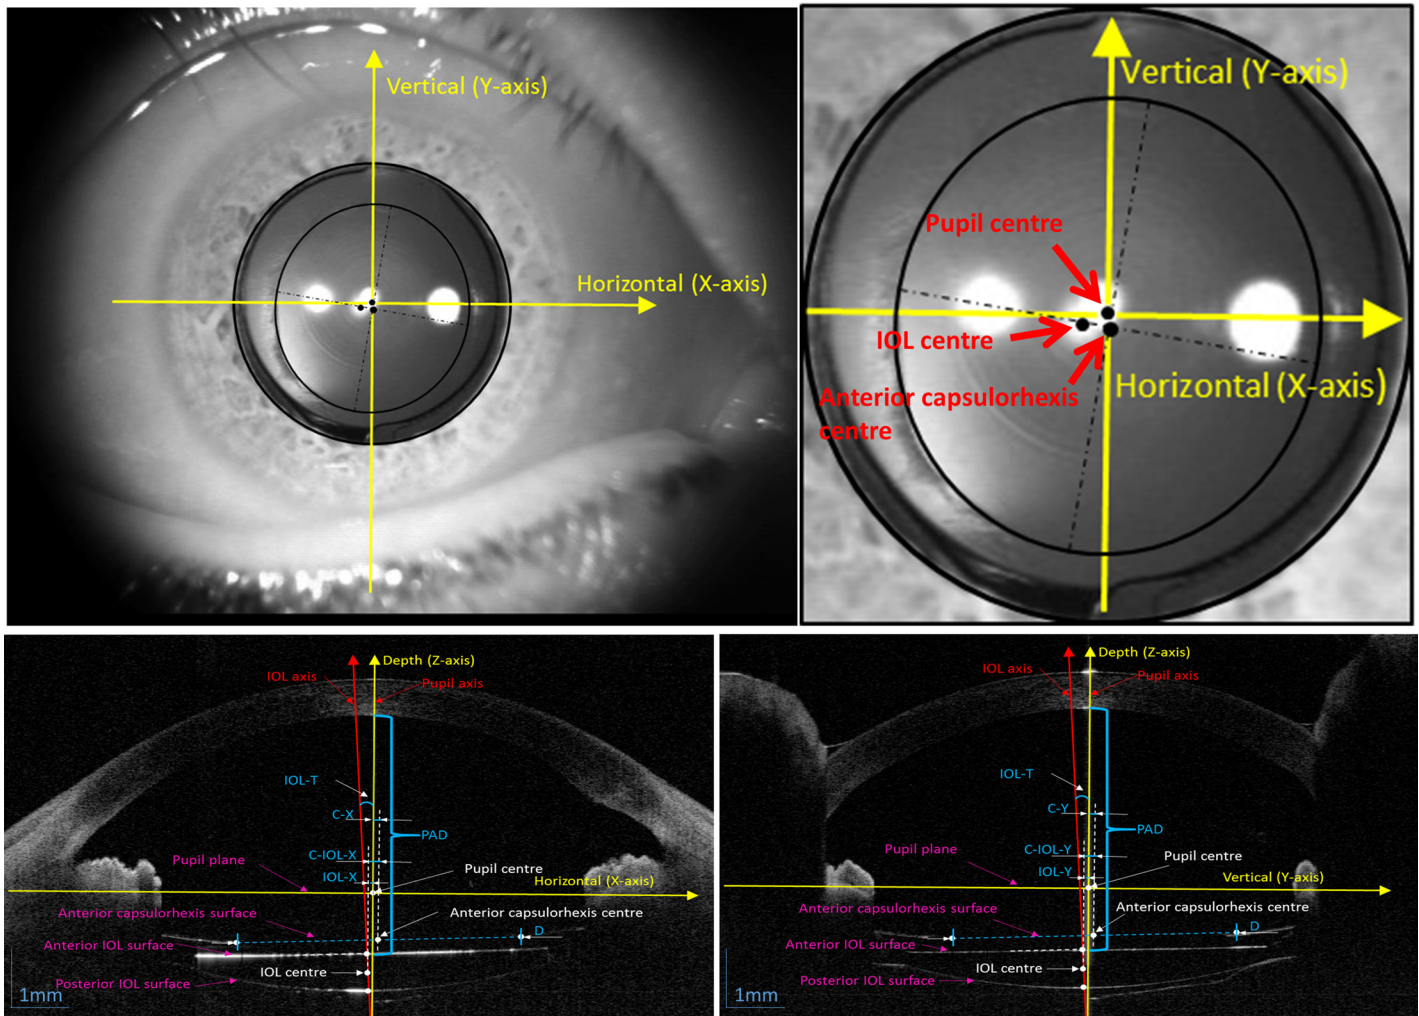 Vertical (Y-axis)
Horizontal (X-axis)
Vertical (Y-axis)
Pupil centre
IOL centre
Horizontal (X-axis)
Anterior capsulorhexis
centre
Depth (Z-axis)
IOL axis
Pupil axis
IOL-T
C-X
PAD
C-IOL-X
Pupil plane
Pupil centre
IOL-X
Horizontal (X-axis)
Anterior capsulorhexis surface
Anterior capsulorhexis centre
D
Anterior IOL surface
IOL centre
Posterior IOL surface
1mm
Depth (Z-axis)
IOL axis
Pupil axis
IOL-T
C-Y
PAD
C-IOL-Y
Pupil plane
Pupil centre
IOL-Y
Vertical (Y-axis)
Anterior capsulorhexis surface
Anterior capsulorhexis centre
D
Anterior IOL surface
IOL centre
Posterior IOL surface
1mm